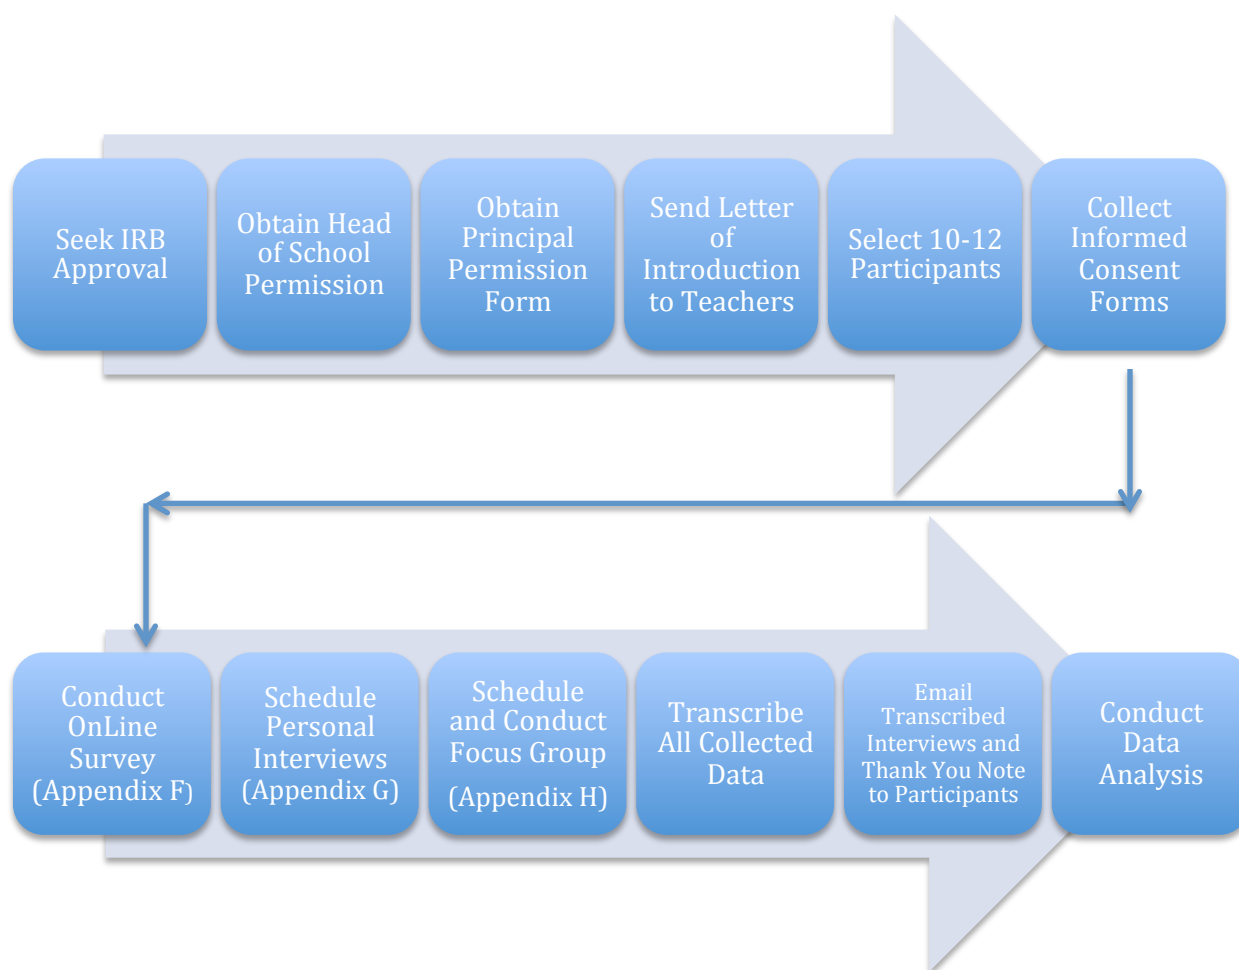 Seek IRB
Approval
Obtain Head
of School
Permission
Obtain
Principal
Permission
Form
Send Letter
of
Introduction
to Teachers
Select 10-12
Participants
Collect
Informed
Consent
Forms
Conduct
OnLine
Survey
(Appendix F)
Schedule
Personal
Interviews
(Appendix G)
Schedule
and Conduct
Focus Group
(Appendix H)
Transcribe
All Collected
Data
Email
Transcribed
Interviews and
Thank You Note
to Participants
Conduct
Data
Analysis